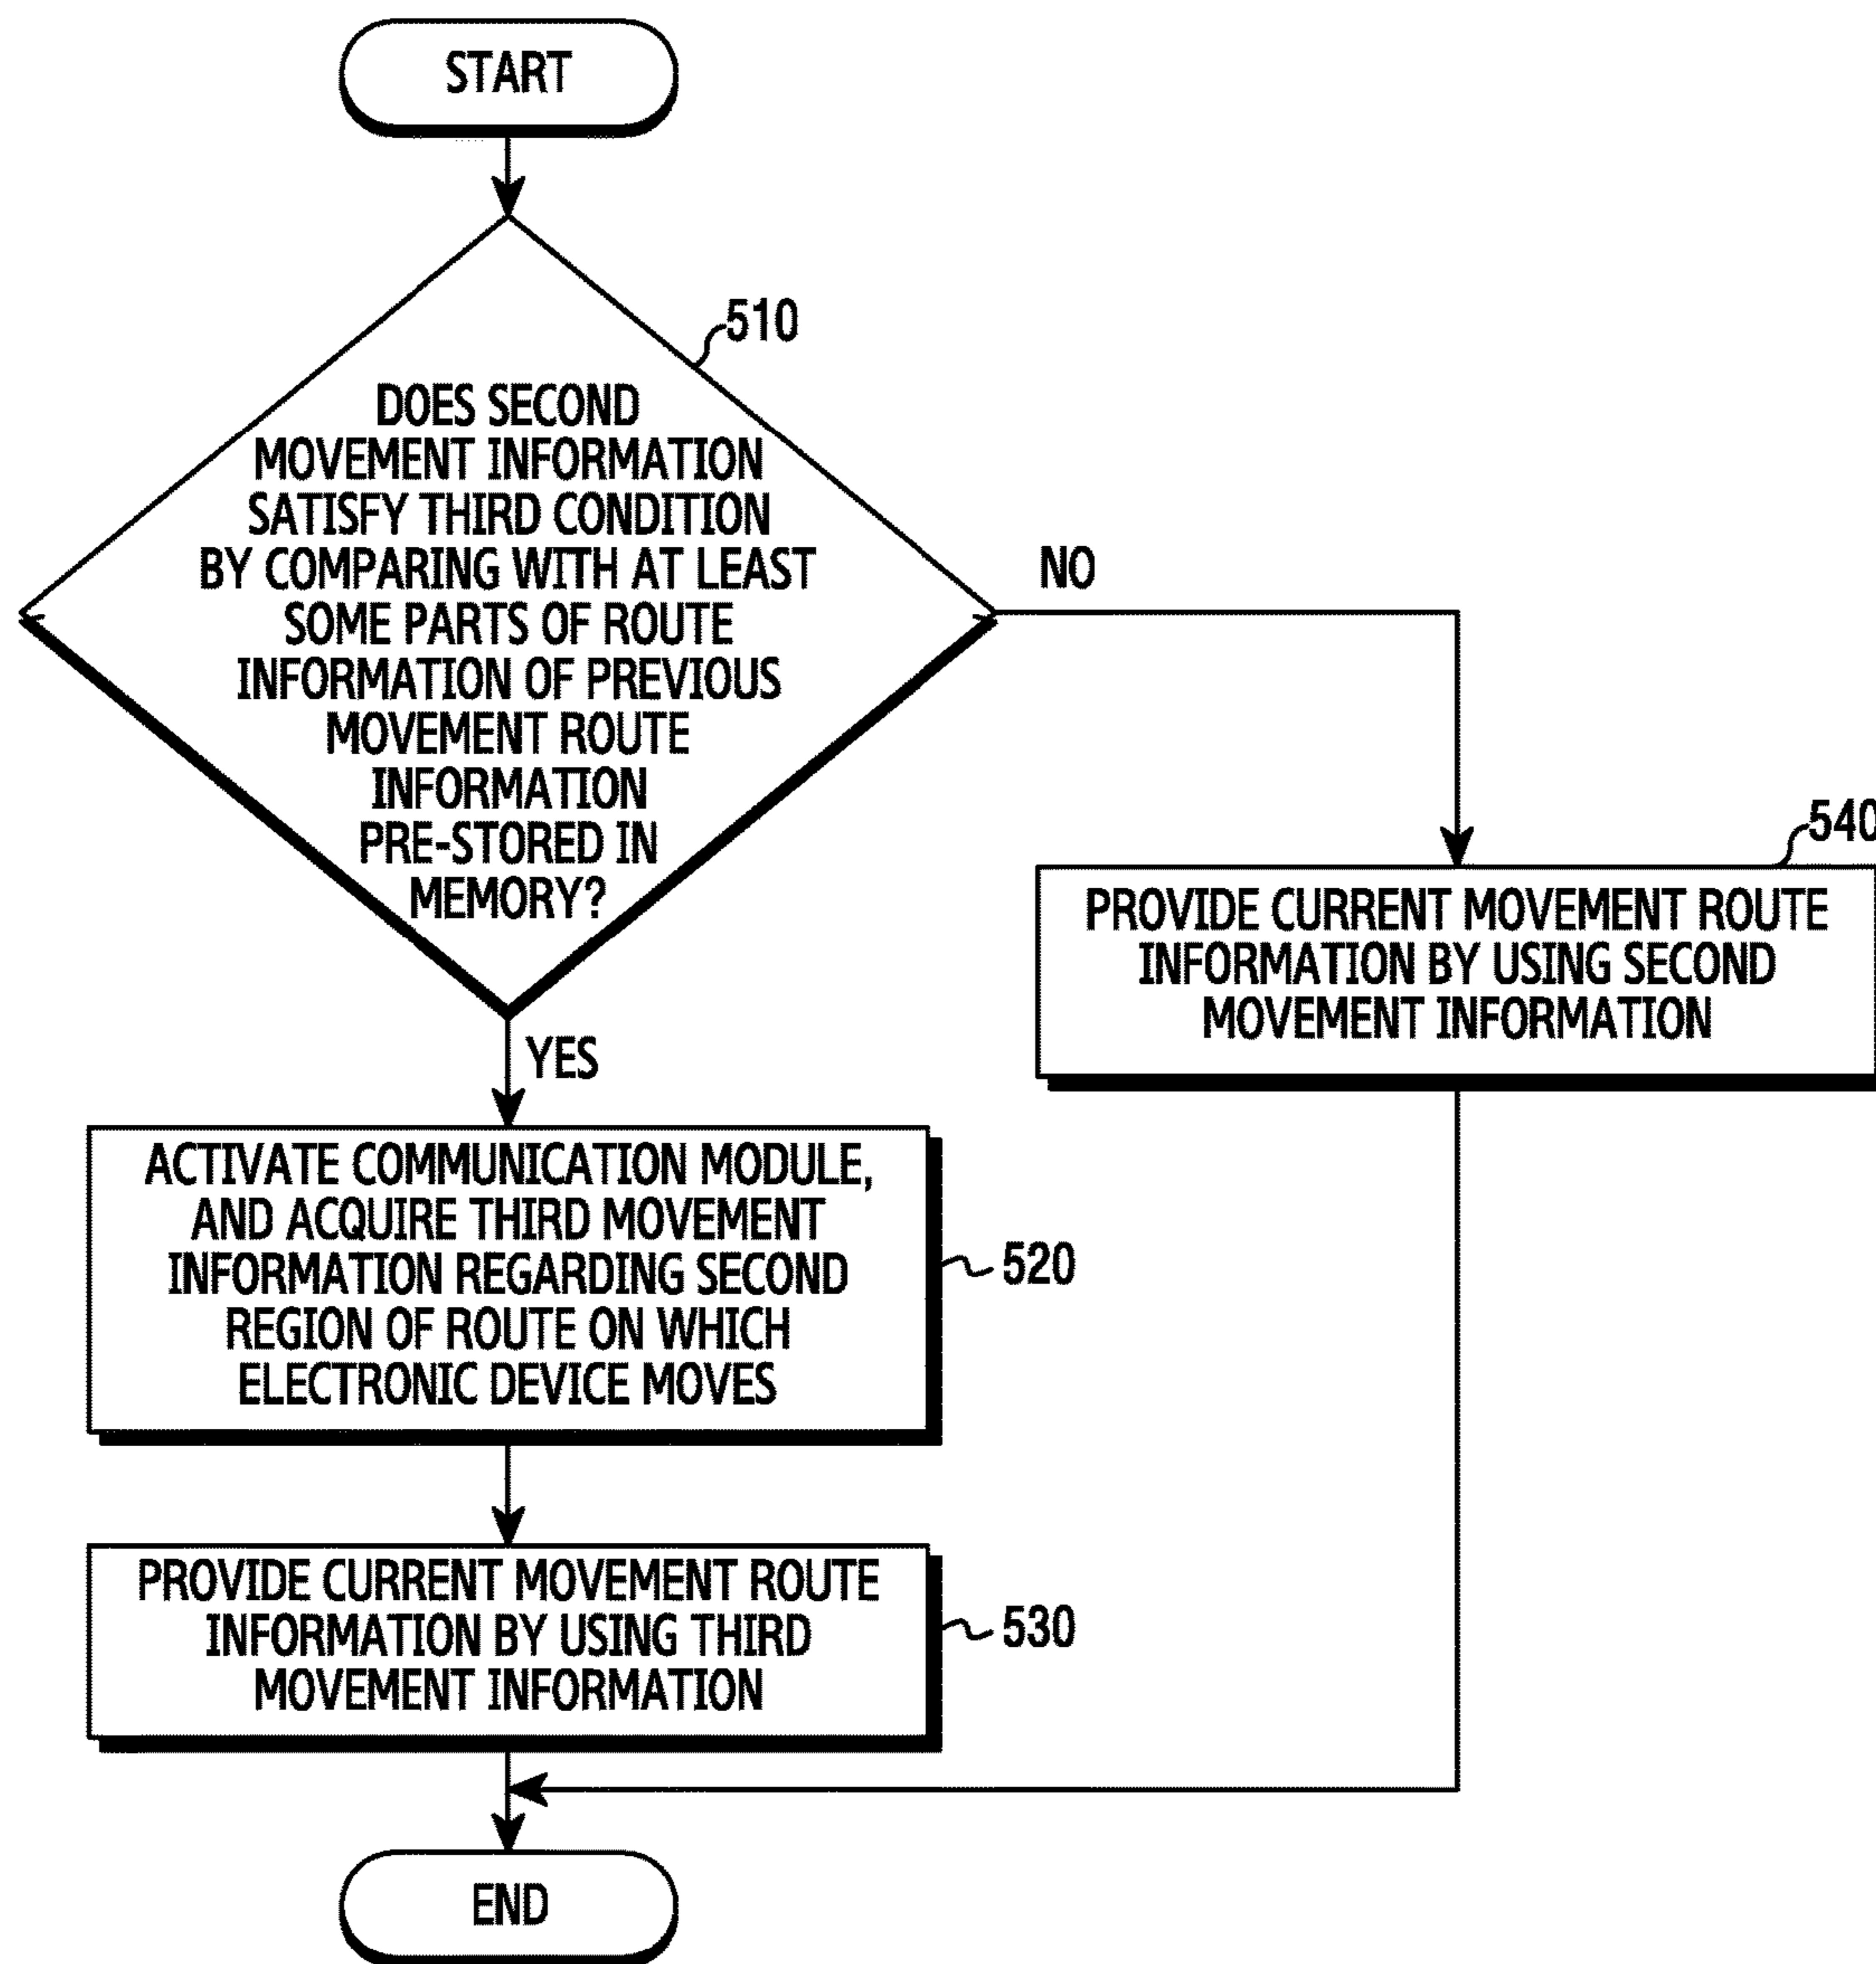 START
510
DOES SECOND
MOVEMENT INFORMATION
SATISFY THIRD CONDITION
BY COMPARING WITH AT LEAST
SOME PARTS OF ROUTE
INFORMATION OF PREVIOUS
MOVEMENT ROUTE
INFORMATION
PRE-STORED IN
MEMORY?
NO
540
PROVIDE CURRENT MOVEMENT ROUTE
INFORMATION BY USING SECOND
MOVEMENT INFORMATION
YES
ACTIVATE COMMUNICATION MODULE,
AND ACQUIRE THIRD MOVEMENT
INFORMATION REGARDING SECOND
REGION OF ROUTE ON WHICH
ELECTRONIC DEVICE MOVES
520
PROVIDE CURRENT MOVEMENT ROUTE
INFORMATION BY USING THIRD
MOVEMENT INFORMATION
530
END